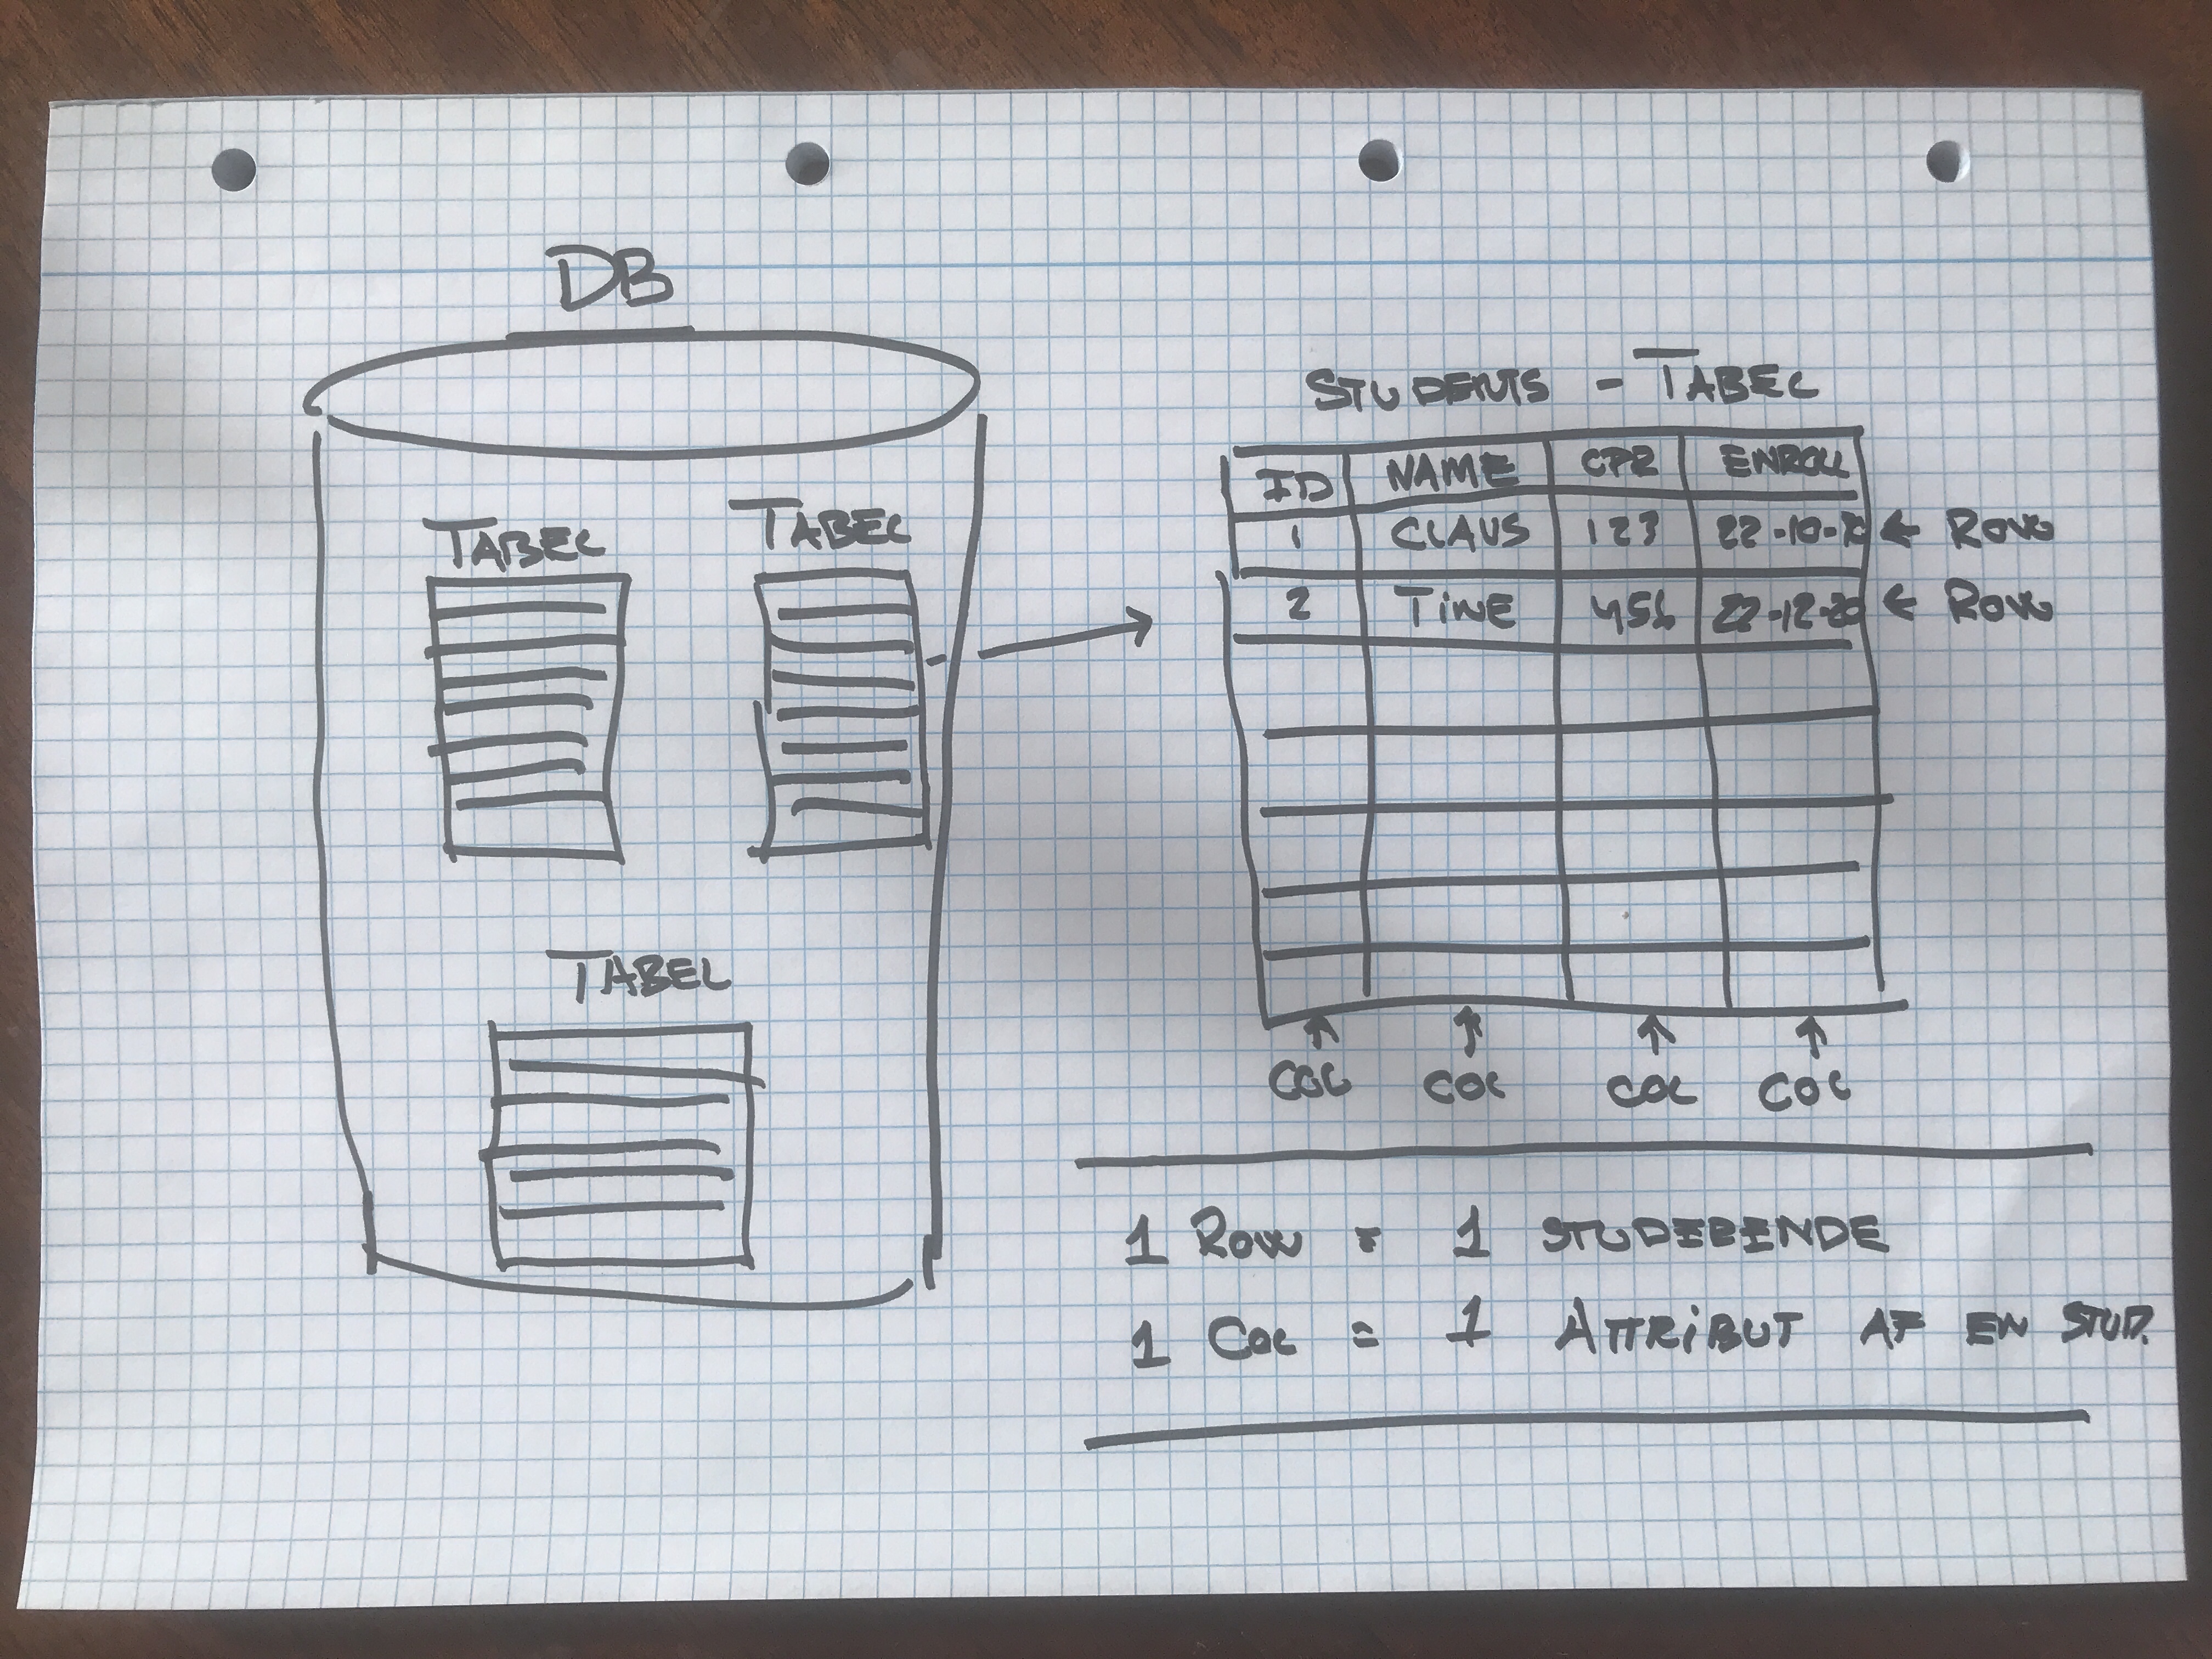 DB
TABEL TABEL
TABEL
STUDENTS - TABEL
ID NAME CPR ENROLL
1 CLAUS 123 22-10-20 ← ROW
2 TINE 456 22-12-20 ← ROW
COL COL COL COL
1 ROW = 1 STUDERENDE
1 COL = 1 ATTRIBUT AF EN STUD.